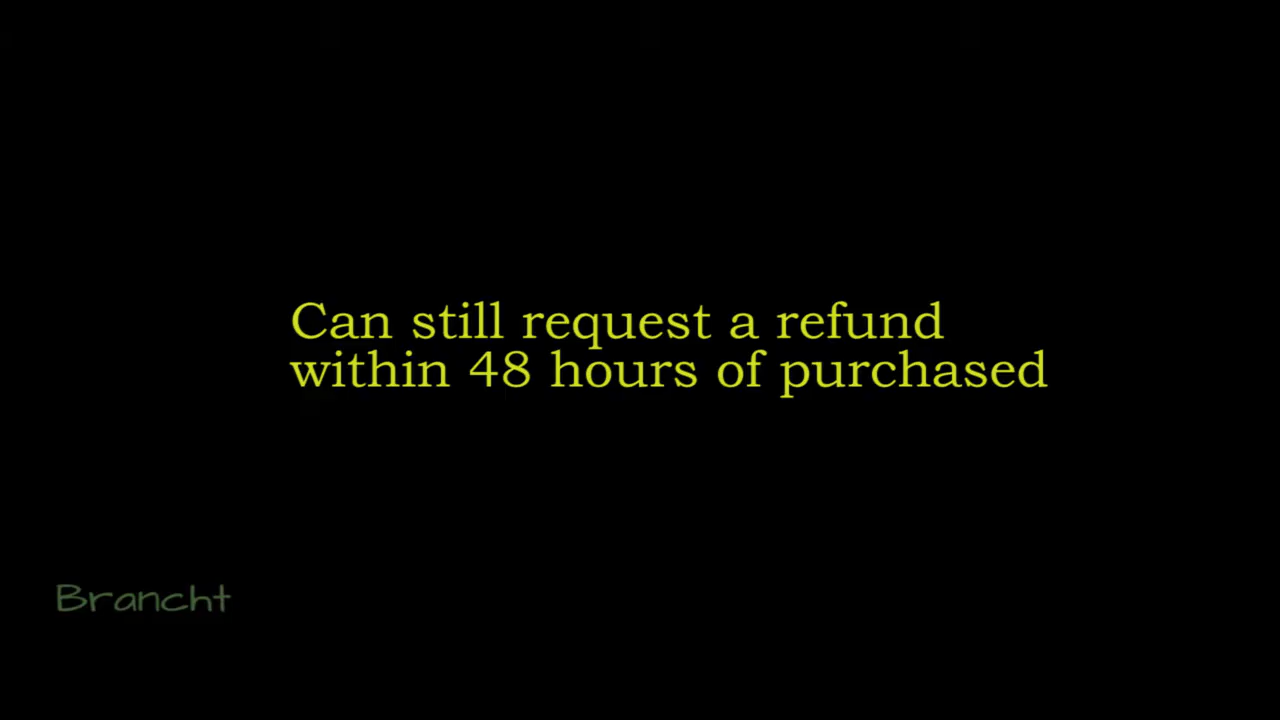 Can still request a refund
within 48 hours of purchased
Brancht